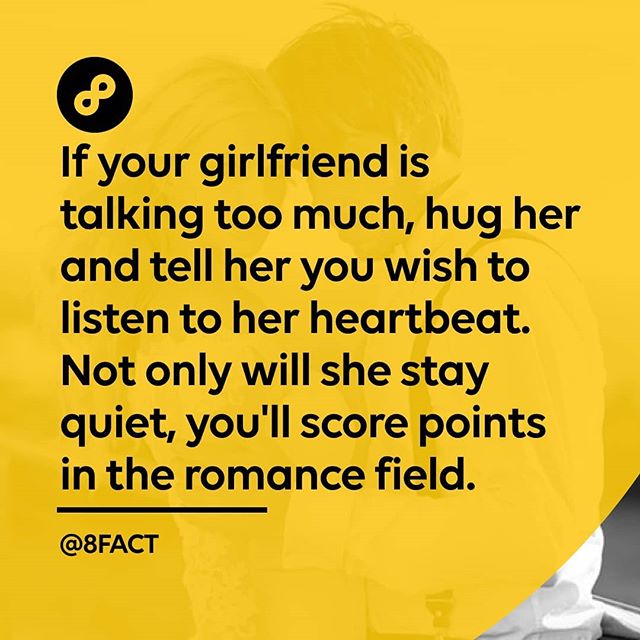 If your girlfriend is
talking too much, hug her
and tell her you wish to
listen to her heartbeat.
Not only will she stay
quiet, you'll score points
in the romance field.
@8FACT